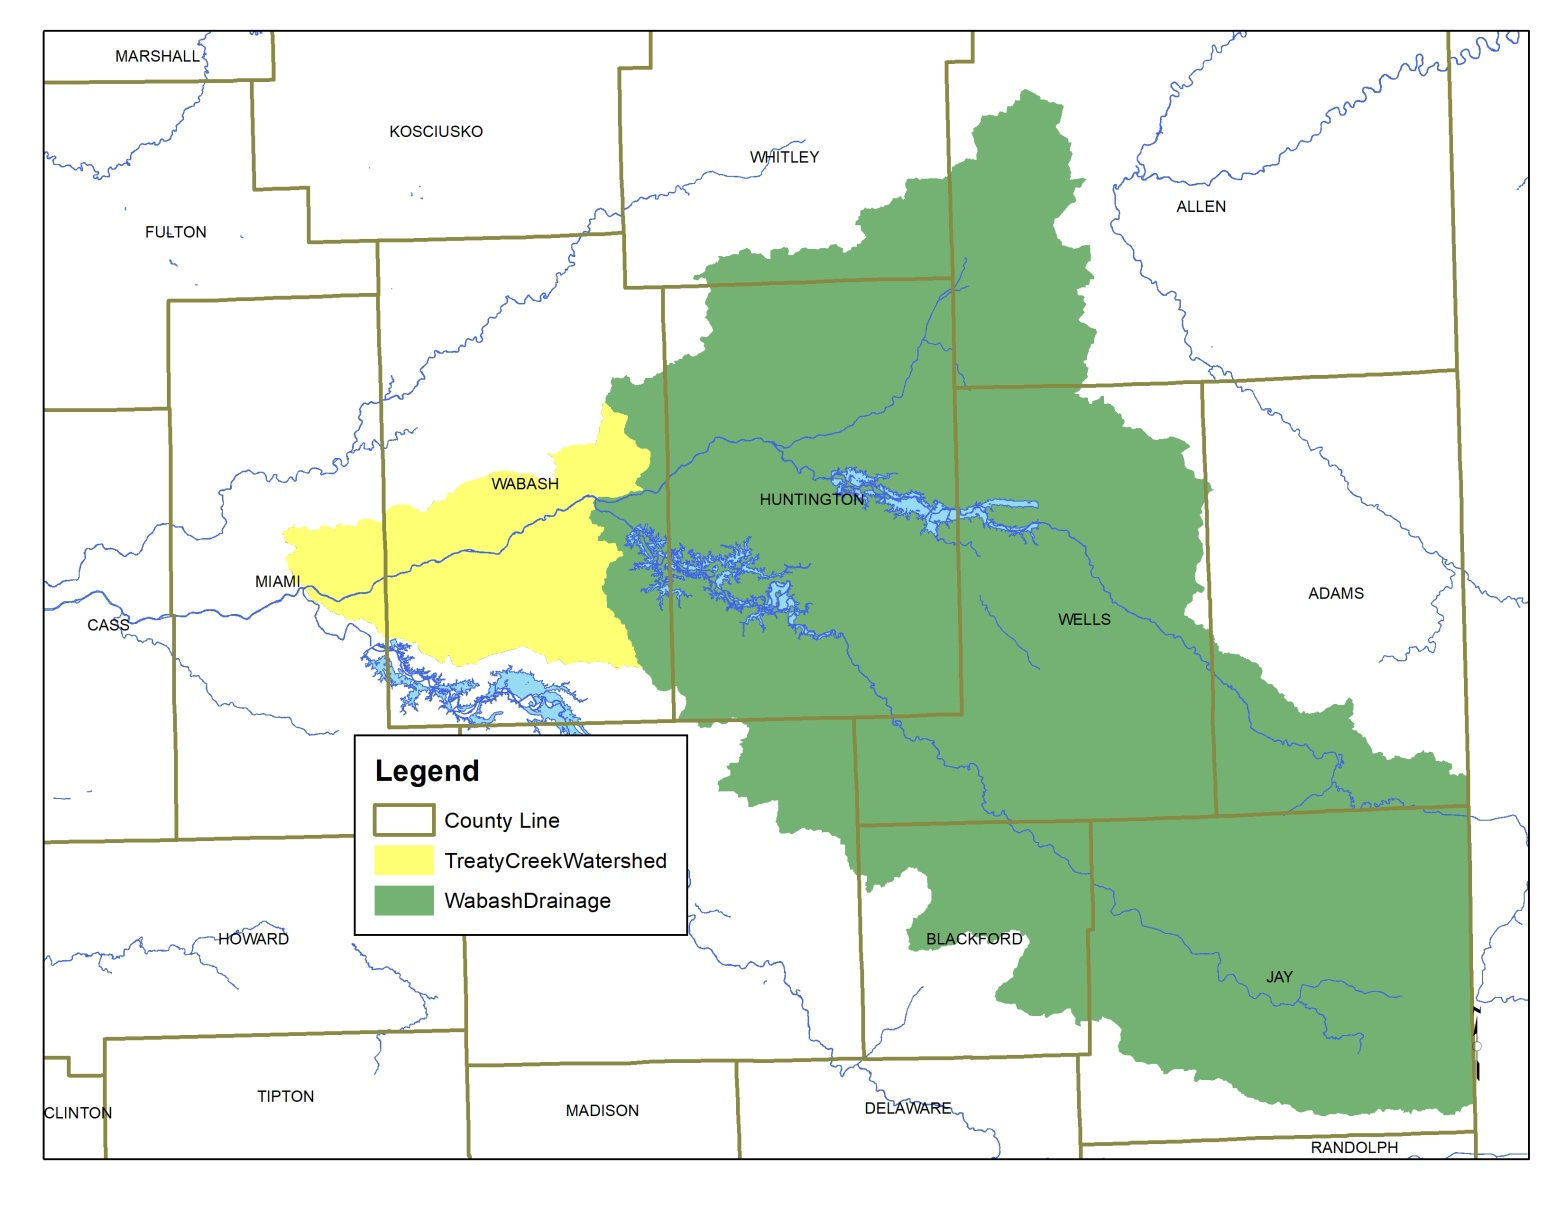 MARSHALL
KOSCIUSKO
WHITLEY
ALLEN
FULTON
WABASH
HUNTINGTON
MIAMI
ADAMS
CASS
WELLS
Legend
County Line
TreatyCreekWatershed
WabashDrainage
HOWARD
BLACKFORD
JAY
TIPTON
CLINTON
MADISON
DELAWARE
RANDOLPH